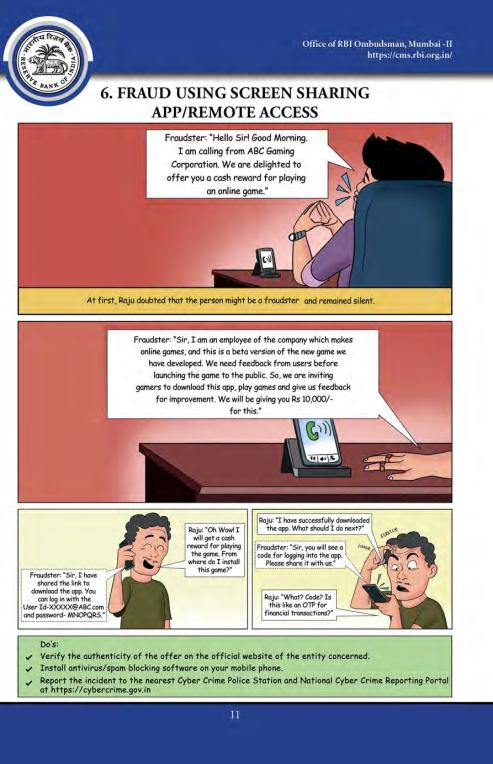 Office of RBI Ombudsman, Mumbai -II
https://cms.rbi.org.in/
भारतीय रिज़र्व बैंक
RESERVE BANK OF INDIA
6. FRAUD USING SCREEN SHARING
APP/REMOTE ACCESS
Fraudster: “Hello Sir! Good Morning.
I am calling from ABC Gaming
Corporation. We are delighted to
offer you a cash reward for playing
an online game.”
At first, Raju doubted that the person might be a fraudster and remained silent.
Fraudster: “Sir, I am an employee of the company which makes
online games, and this is a beta version of the new game we
have developed. We need feedback from users before
launching the game to the public. So, we are inviting
gamers to download this app, play games and give us feedback
for improvement. We will be giving you Rs 10,000/-
for this.”
Raju: “Oh Wow! I
will get a cash
reward for playing
the game. From
where do I install
this game?”
Fraudster: “Sir, I have
shared the link to
download the app. You
can log in with the
User Id-XXXXX@ABC.com
and password- MNOPQRS.”
Raju: “I have successfully downloaded
the app. What should I do next?”
Fraudster: “Sir, you will see a
code for logging into the app.
Please share it with us.”
Raju: “What? Code? Is
this like an OTP for
financial transactions?”
Do's:
✓ Verify the authenticity of the offer on the official website of the entity concerned.
✓ Install antivirus/spam blocking software on your mobile phone.
✓ Report the incident to the nearest Cyber Crime Police Station and National Cyber Crime Reporting Portal
at https://cybercrime.gov.in
11